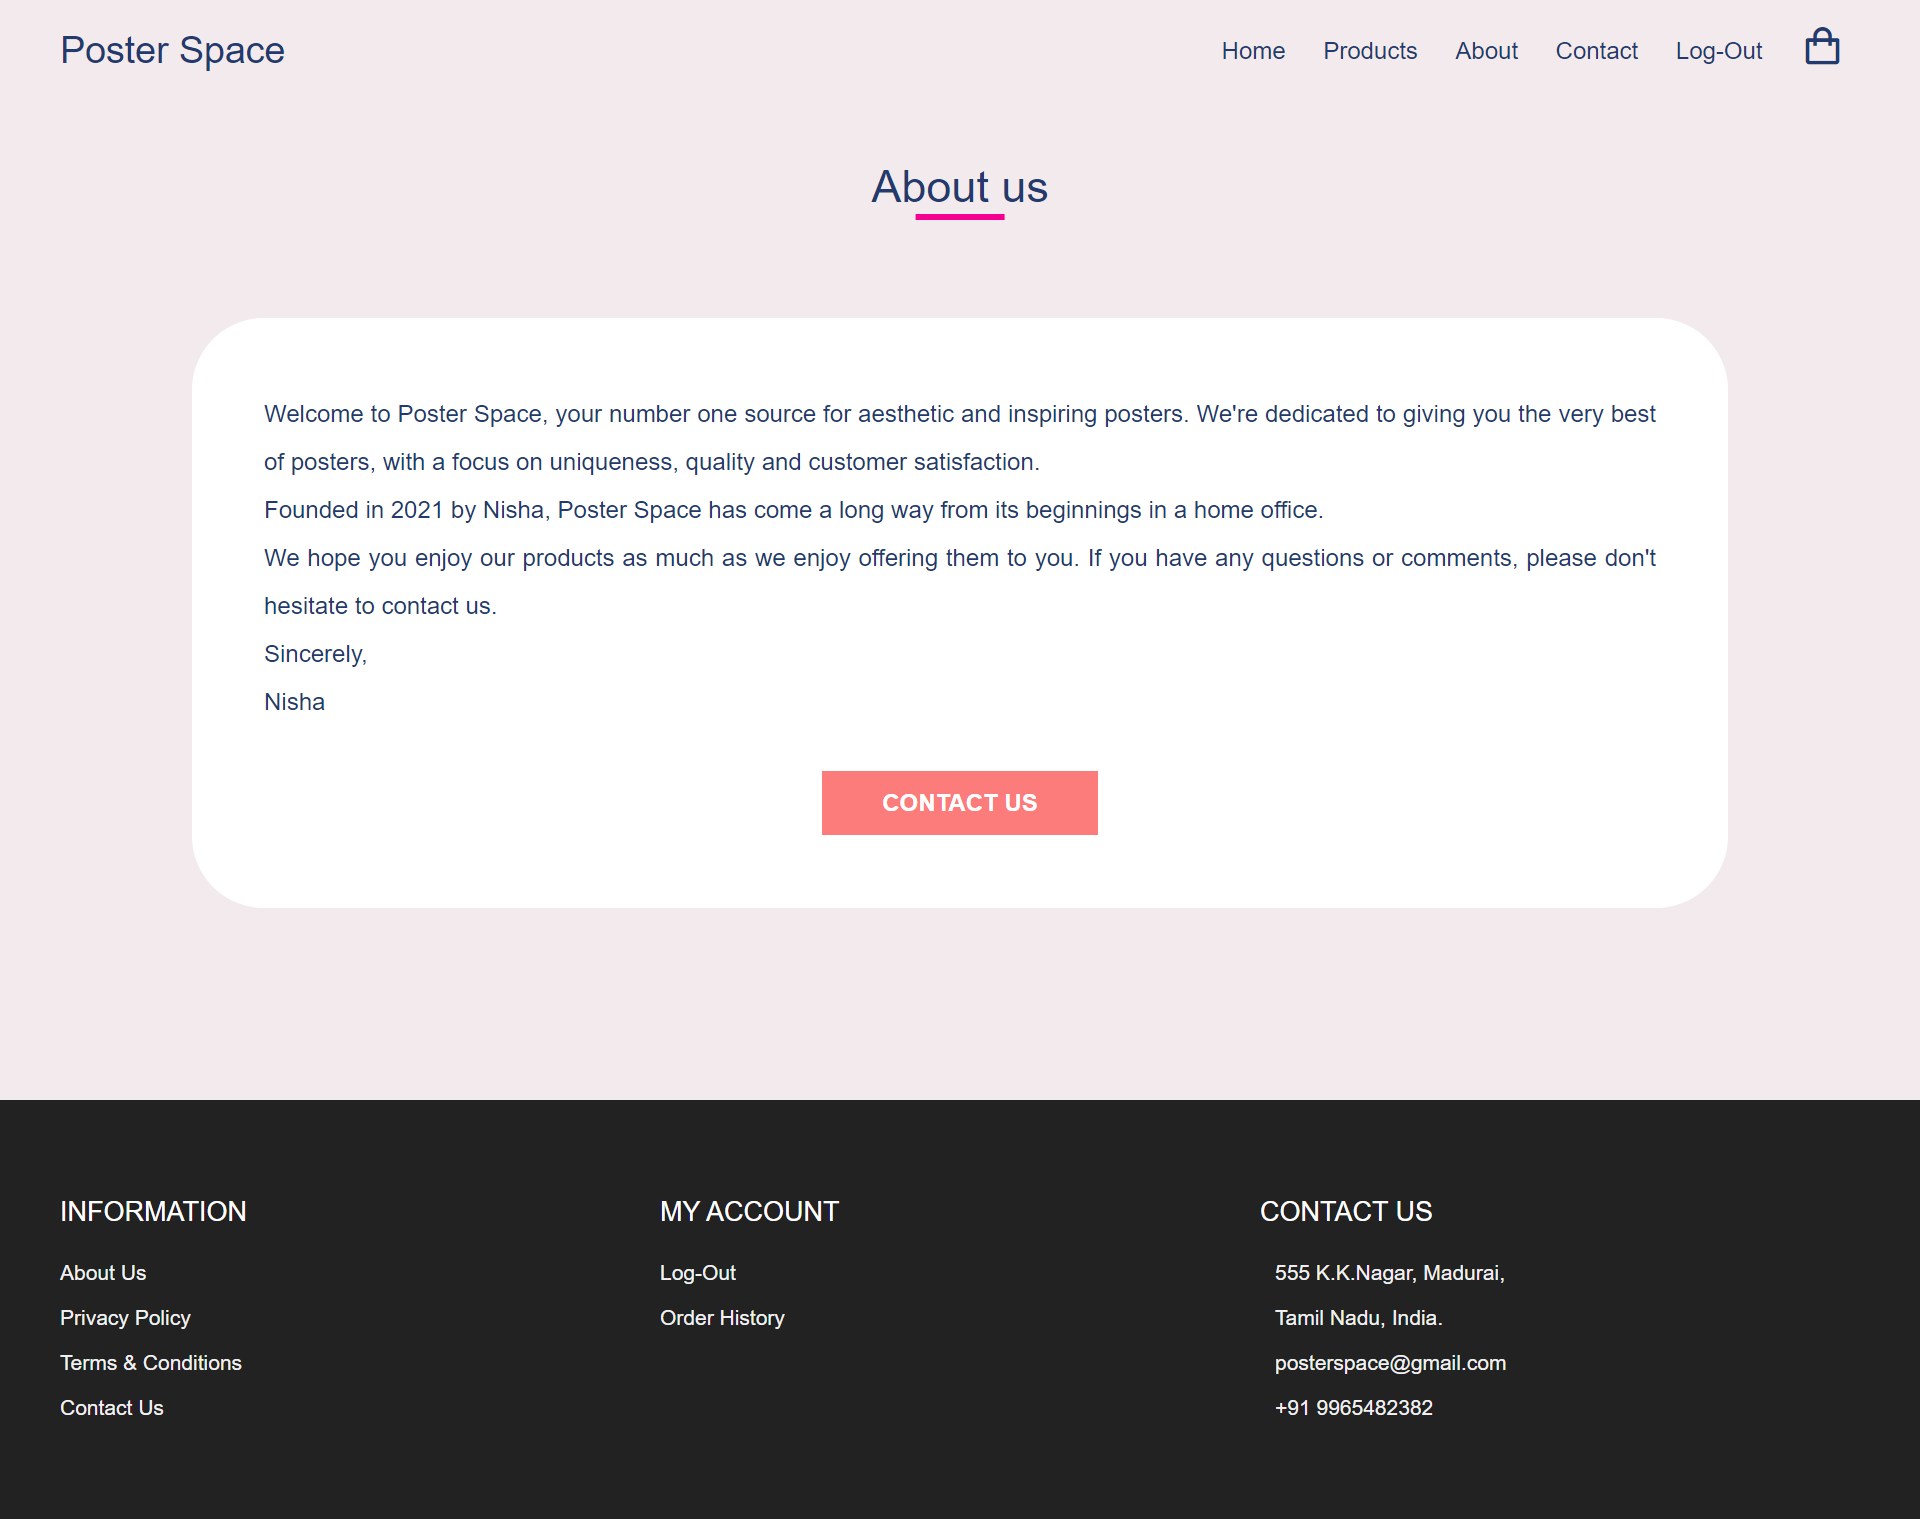 Poster Space
Home Products About Contact Log-Out
About us
Welcome to Poster Space, your number one source for aesthetic and inspiring posters. We're dedicated to giving you the very best
of posters, with a focus on uniqueness, quality and customer satisfaction.
Founded in 2021 by Nisha, Poster Space has come a long way from its beginnings in a home office.
We hope you enjoy our products as much as we enjoy offering them to you. If you have any questions or comments, please don't
hesitate to contact us.
Sincerely,
Nisha
CONTACT US
INFORMATION
About Us
Privacy Policy
Terms & Conditions
Contact Us
MY ACCOUNT
Log-Out
Order History
CONTACT US
555 K.K.Nagar, Madurai,
Tamil Nadu, India.
posterspace@gmail.com
+91 9965482382